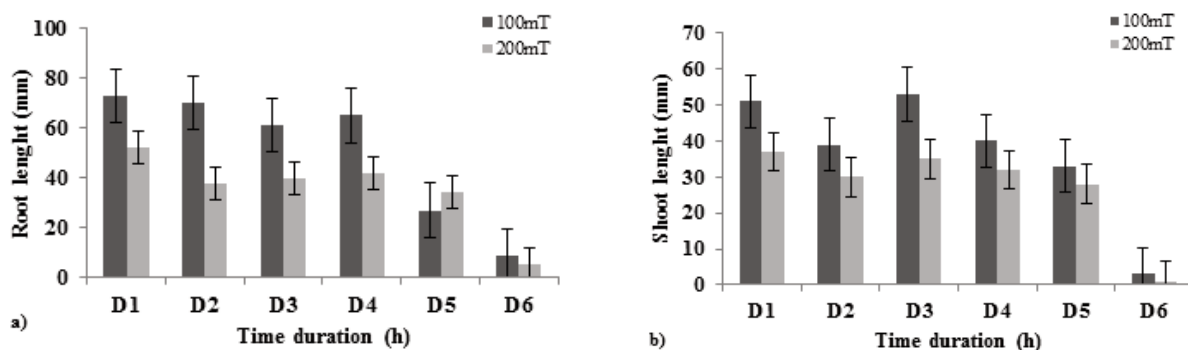 100
80
60
40
20
0
Root lenght (mm)
100mT
200mT
D1 D2 D3 D4 D5 D6
Time duration (h)
a)
70
60
50
40
30
20
10
0
Shoot lenght (mm)
100mT
200mT
D1 D2 D3 D4 D5 D6
Time duration (h)
b)